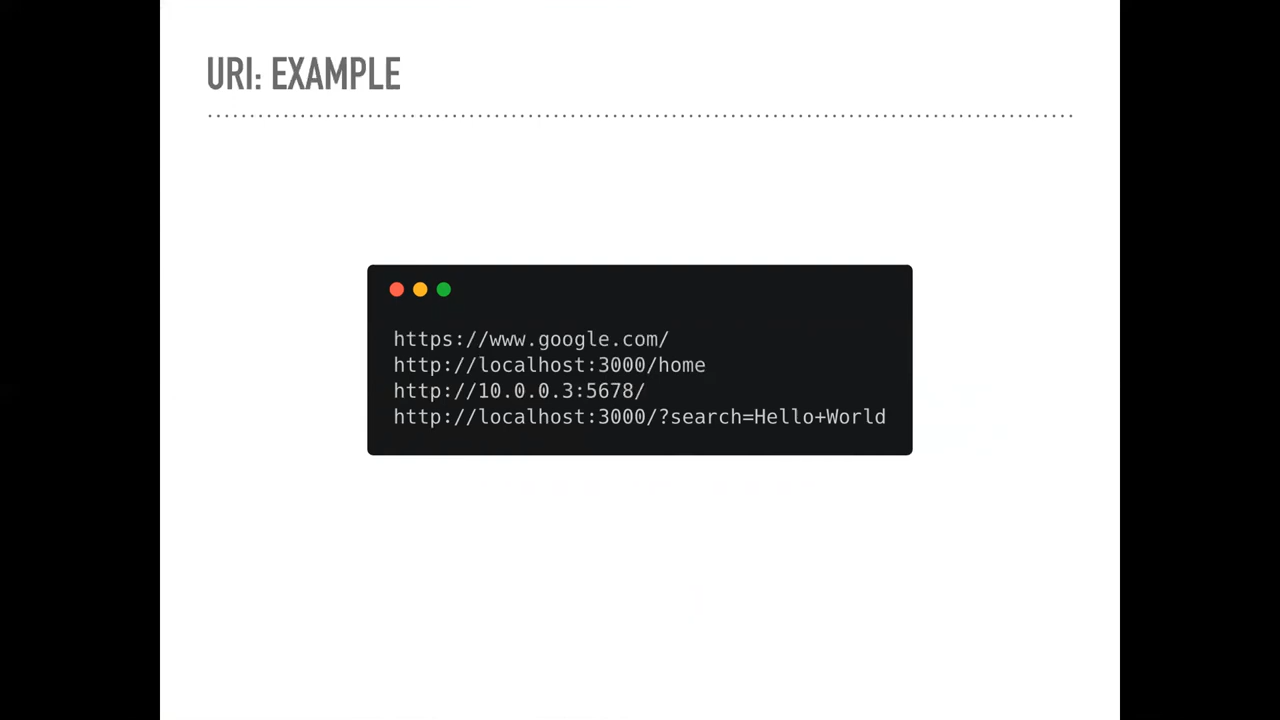 URI: EXAMPLE
https://www.google.com/
http://localhost:3000/home
http://10.0.0.3:5678/
http://localhost:3000/?search=Hello+World